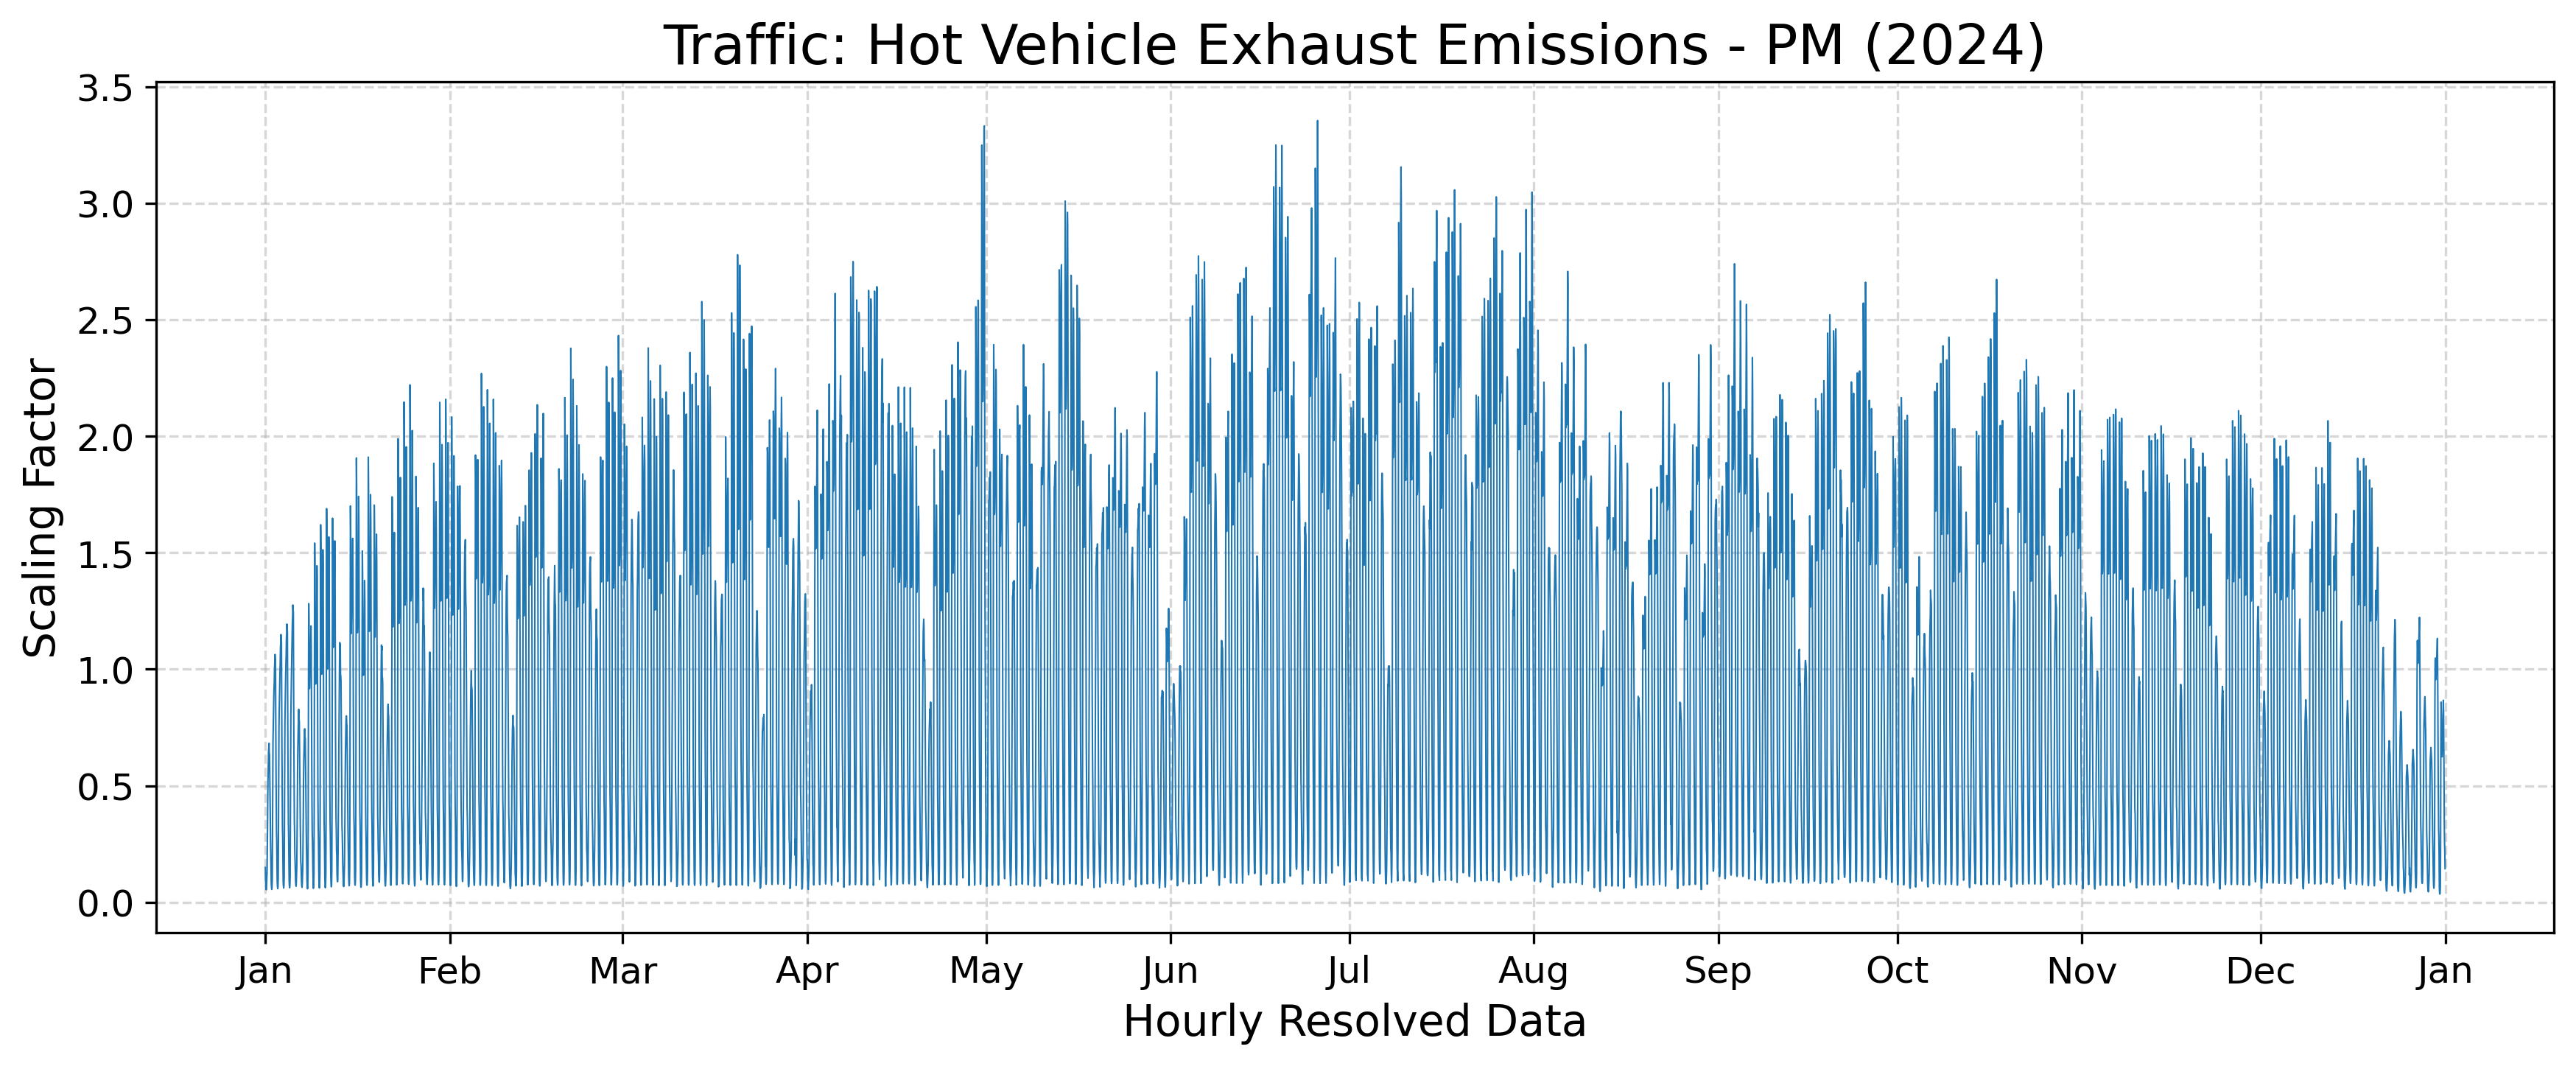 Traffic: Hot Vehicle Exhaust Emissions - PM (2024)
Scaling Factor
3.5
3.0
2.5
2.0
1.5
1.0
0.5
0.0
Jan Feb Mar Apr May Jun Jul Aug Sep Oct Nov Dec Jan
Hourly Resolved Data